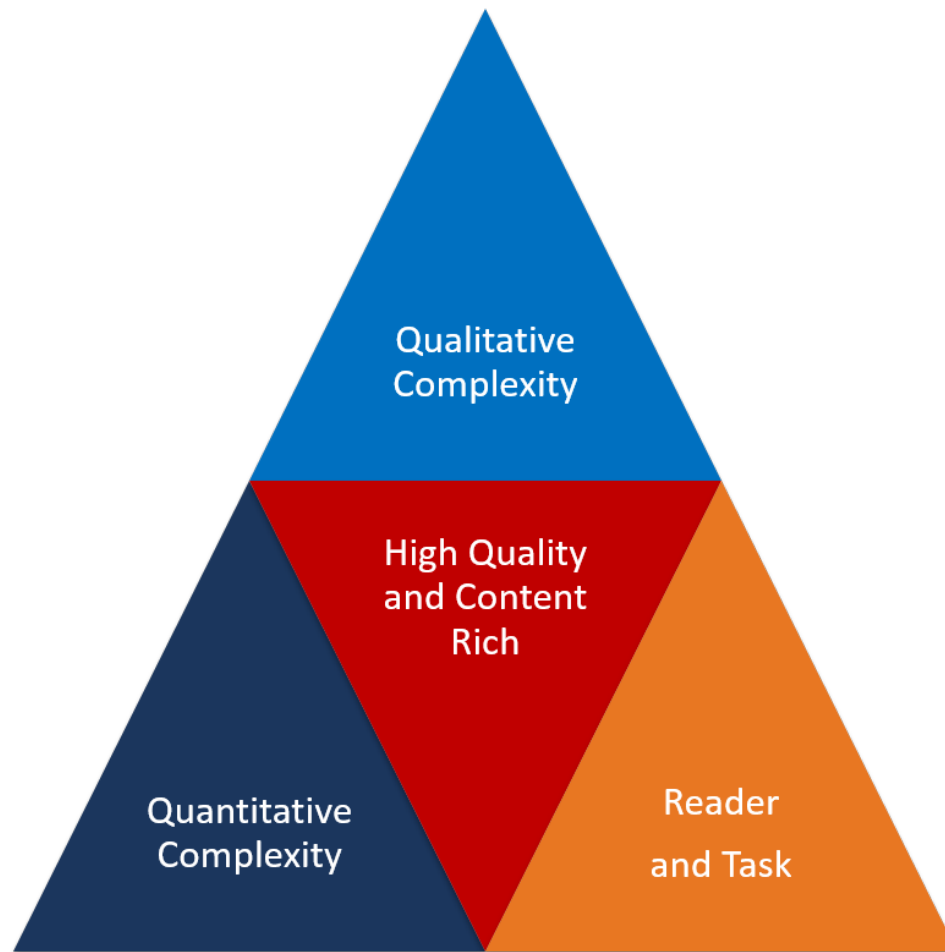 Qualitative
Complexity
High Quality
and Content
Rich
Quantitative
Complexity
Reader
and Task